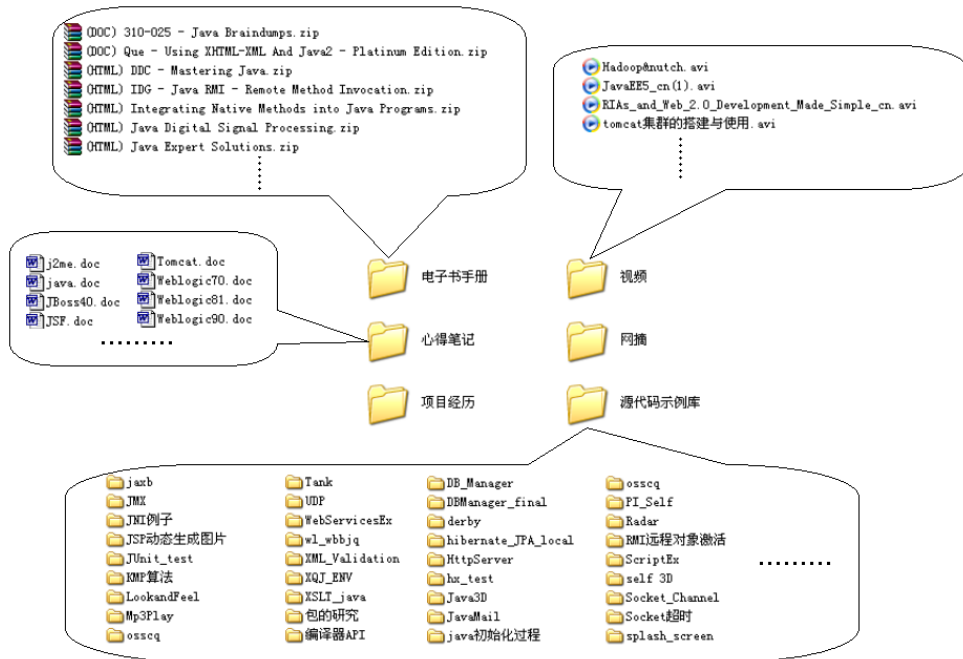 (DOC) 310-025 - Java Braindumps.zip
(DOC) Que - Using XHTML-XML And Java2 - Platinum Edition.zip
(HTML) DDC - Mastering Java.zip
(HTML) IDG - Java RMI - Remote Method Invocation.zip
(HTML) Integrating Native Methods into Java Programs.zip
(HTML) Java Digital Signal Processing.zip
(HTML) Java Expert Solutions.zip
Hadoop&nutch.avi
JavaEE5_cn(1).avi
RIAs_and_Web_2.0_Development_Made_Simple_cn.avi
tomcat集群的搭建与使用.avi
j2me.doc
java.doc
JBoss40.doc
JSF.doc
Tomcat.doc
Weblogic70.doc
Weblogic81.doc
Weblogic90.doc
电子书手册
视频
心得笔记
网摘
项目经历
源代码示例库
jaxb
JMX
JNI例子
JSP动态生成图片
JUnit_test
KMP算法
LookandFeel
Mp3Play
osscq
Tank
UDP
WebServicesEx
wl_wbbjq
XML_Validation
XQJ_ENV
XSLT_java
包的研究
编译器API
DB_Manager
DBManager_final
derby
hibernate_JPA_local
HttpServer
hx_test
Java3D
JavaMail
java初始化过程
osscq
PI_Self
Radar
RMI远程对象激活
ScriptEx
self 3D
Socket_Channel
Socket超时
splash_screen